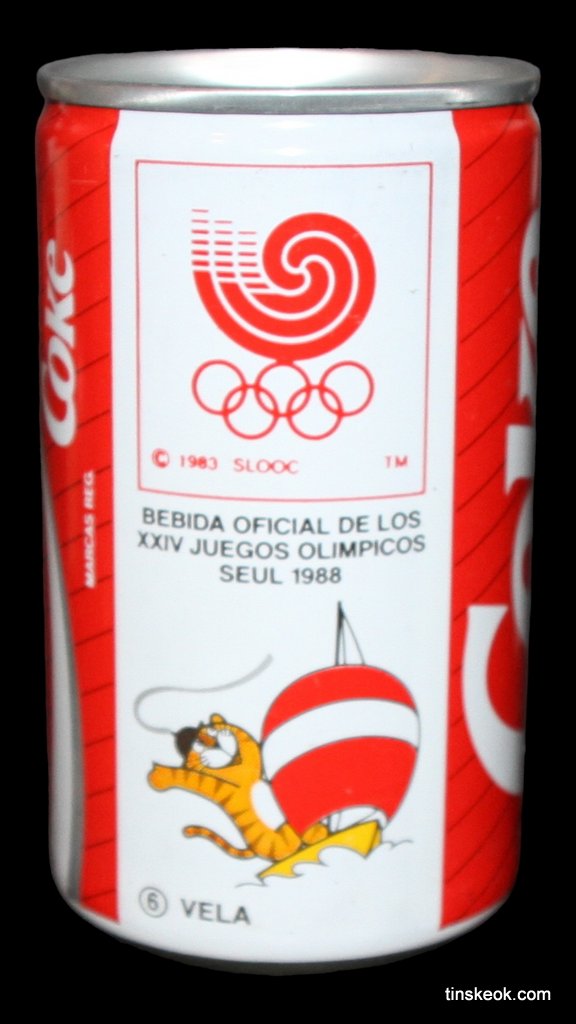 Coke
MARCAS REG.
© 1983 SLOOC TM
BEBIDA OFICIAL DE LOS
XXIV JUEGOS OLIMPICOS
SEUL 1988
6 VELA
tinskeok.com